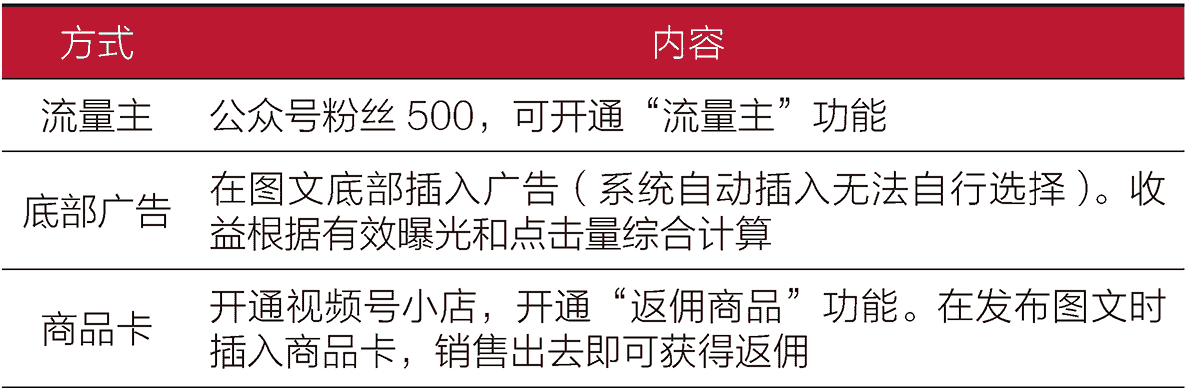 方式 内容
流量主 公众号粉丝 500，可开通“流量主”功能
底部广告 在图文底部插入广告（系统自动插入无法自行选择）。收
益根据有效曝光和点击量综合计算
商品卡 开通视频号小店，开通“返佣商品”功能。在发布图文时
插入商品卡，销售出去即可获得返佣